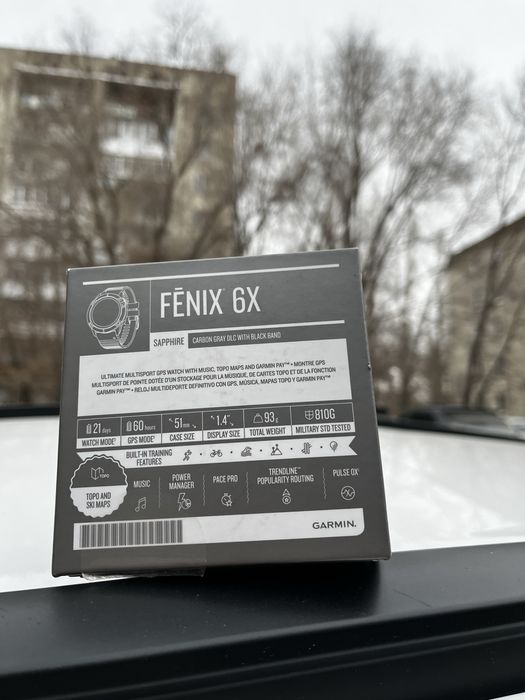 FĒNIX® 6X
SAPPHIRE CARBON GRAY DLC WITH BLACK BAND
ULTIMATE MULTISPORT GPS WATCH WITH MUSIC, TOPO MAPS AND GARMIN PAY™ • MONTRE GPS
MULTISPORT DE POINTE DOTÉE D'UN STOCKAGE POUR LA MUSIQUE, DE CARTES TOPO ET DE LA FONCTION
GARMIN PAY™ • RELOJ MULTIDEPORTE DEFINITIVO CON GPS, MÚSICA, MAPAS TOPO Y GARMIN PAY™
21 days 60 hours 51 mm 1.4" 93 g 810G
WATCH MODE GPS MODE CASE SIZE DISPLAY SIZE TOTAL WEIGHT MILITARY STD TESTED
BUILT-IN TRAINING
FEATURES
TOPO
TOPO AND
SKI MAPS
MUSIC
POWER
MANAGER
PACE PRO
TRENDLINE™
POPULARITY ROUTING
PULSE OX
GARMIN.